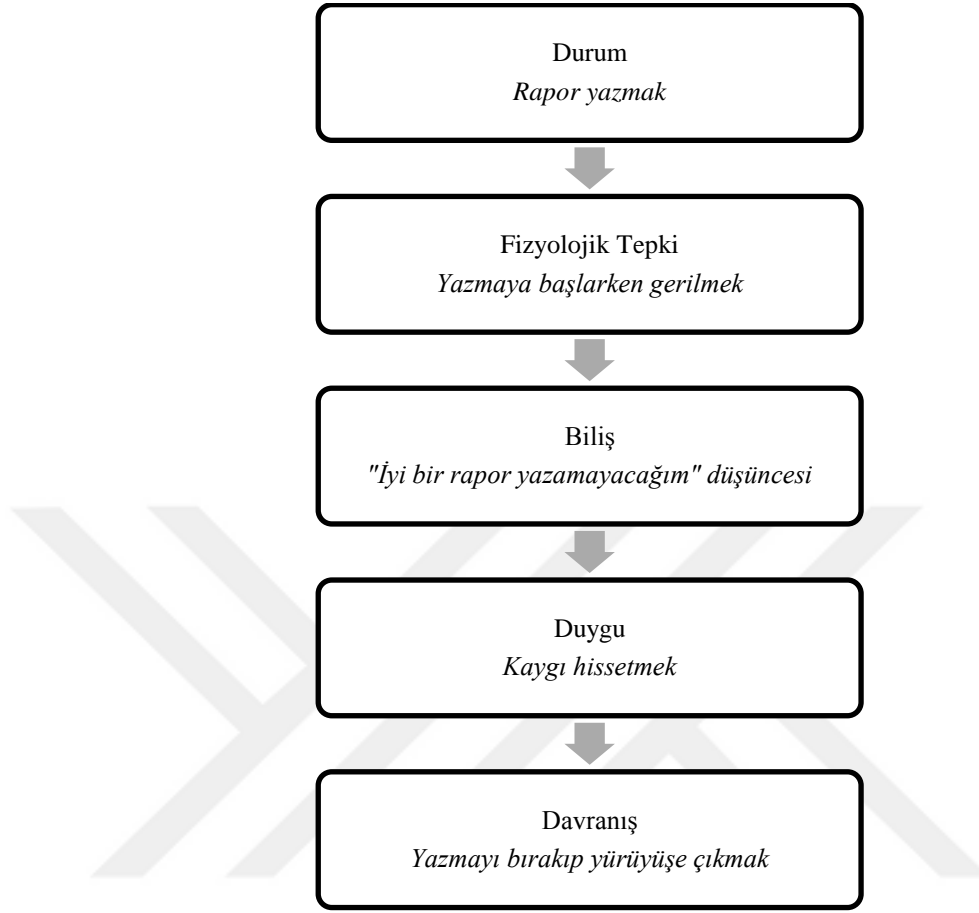 Durum
Rapor yazmak
Fizyolojik Tepki
Yazmaya başlarken gerilmek
Biliş
"İyi bir rapor yazamayacağım" düşüncesi
Duygu
Kaygı hissetmek
Davranış
Yazmayı bırakıp yürüyüşe çıkmak